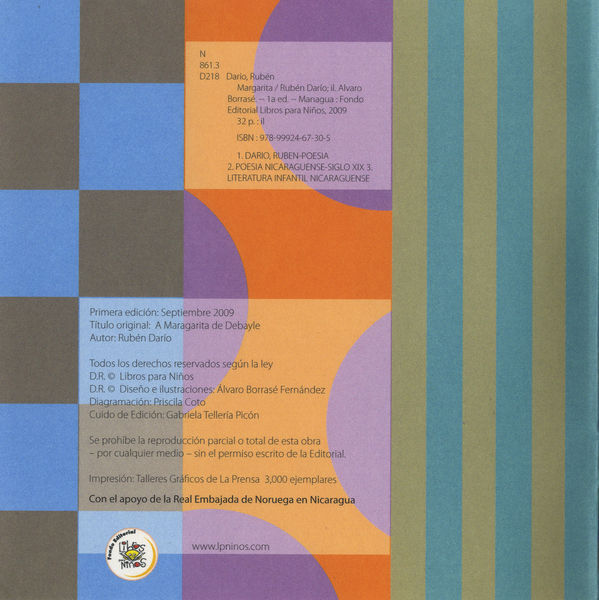 N
861.3
D218 Darío, Rubén
Margarita / Rubén Darío; il. Alvaro
Borrasé. -- 1a ed. -- Managua : Fondo
Editorial Libros para Niños, 2009
32 p. : il
ISBN : 978-99924-67-30-5
1. DARIO, RUBEN-POESIA
2. POESIA NICARAGUENSE-SIGLO XIX 3.
LITERATURA INFANTIL NICARAGUENSE
Primera edición: Septiembre 2009
Título original: A Maragarita de Debayle
Autor: Rubén Darío
Todos los derechos reservados según la ley
D.R. © Libros para Niños
D.R. © Diseño e ilustraciones: Álvaro Borrasé Fernández
Diagramación: Priscila Coto
Cuido de Edición: Gabriela Tellería Picón
Se prohíbe la reproducción parcial o total de esta obra
– por cualquier medio – sin el permiso escrito de la Editorial.
Impresión: Talleres Gráficos de La Prensa 3,000 ejemplares
Con el apoyo de la Real Embajada de Noruega en Nicaragua
Fondo Editorial
Libros
para
Niños
www.lpninos.com